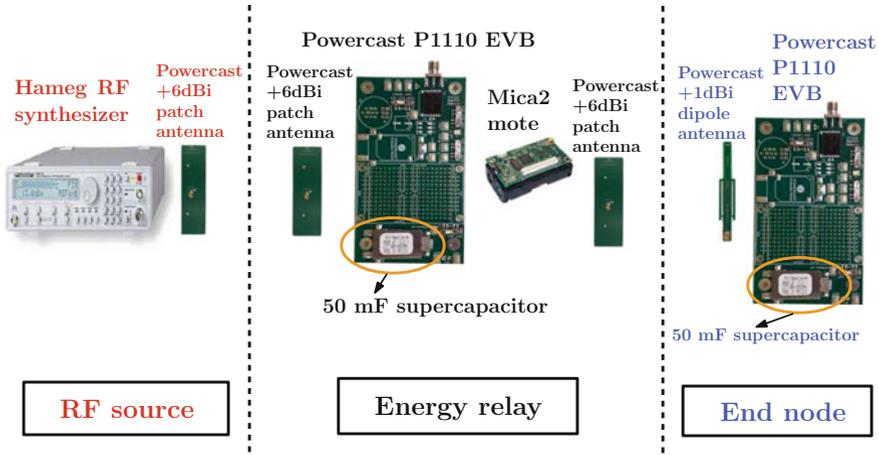 Hameg RF
synthesizer
Powercast
+6dBi
patch
antenna
RF source
Powercast P1110 EVB
Powercast
+6dBi
patch
antenna
Mica2
mote
Powercast
+6dBi
patch
antenna
50 mF supercapacitor
Energy relay
Powercast
+1dBi
dipole
antenna
Powercast
P1110
EVB
50 mF supercapacitor
End node